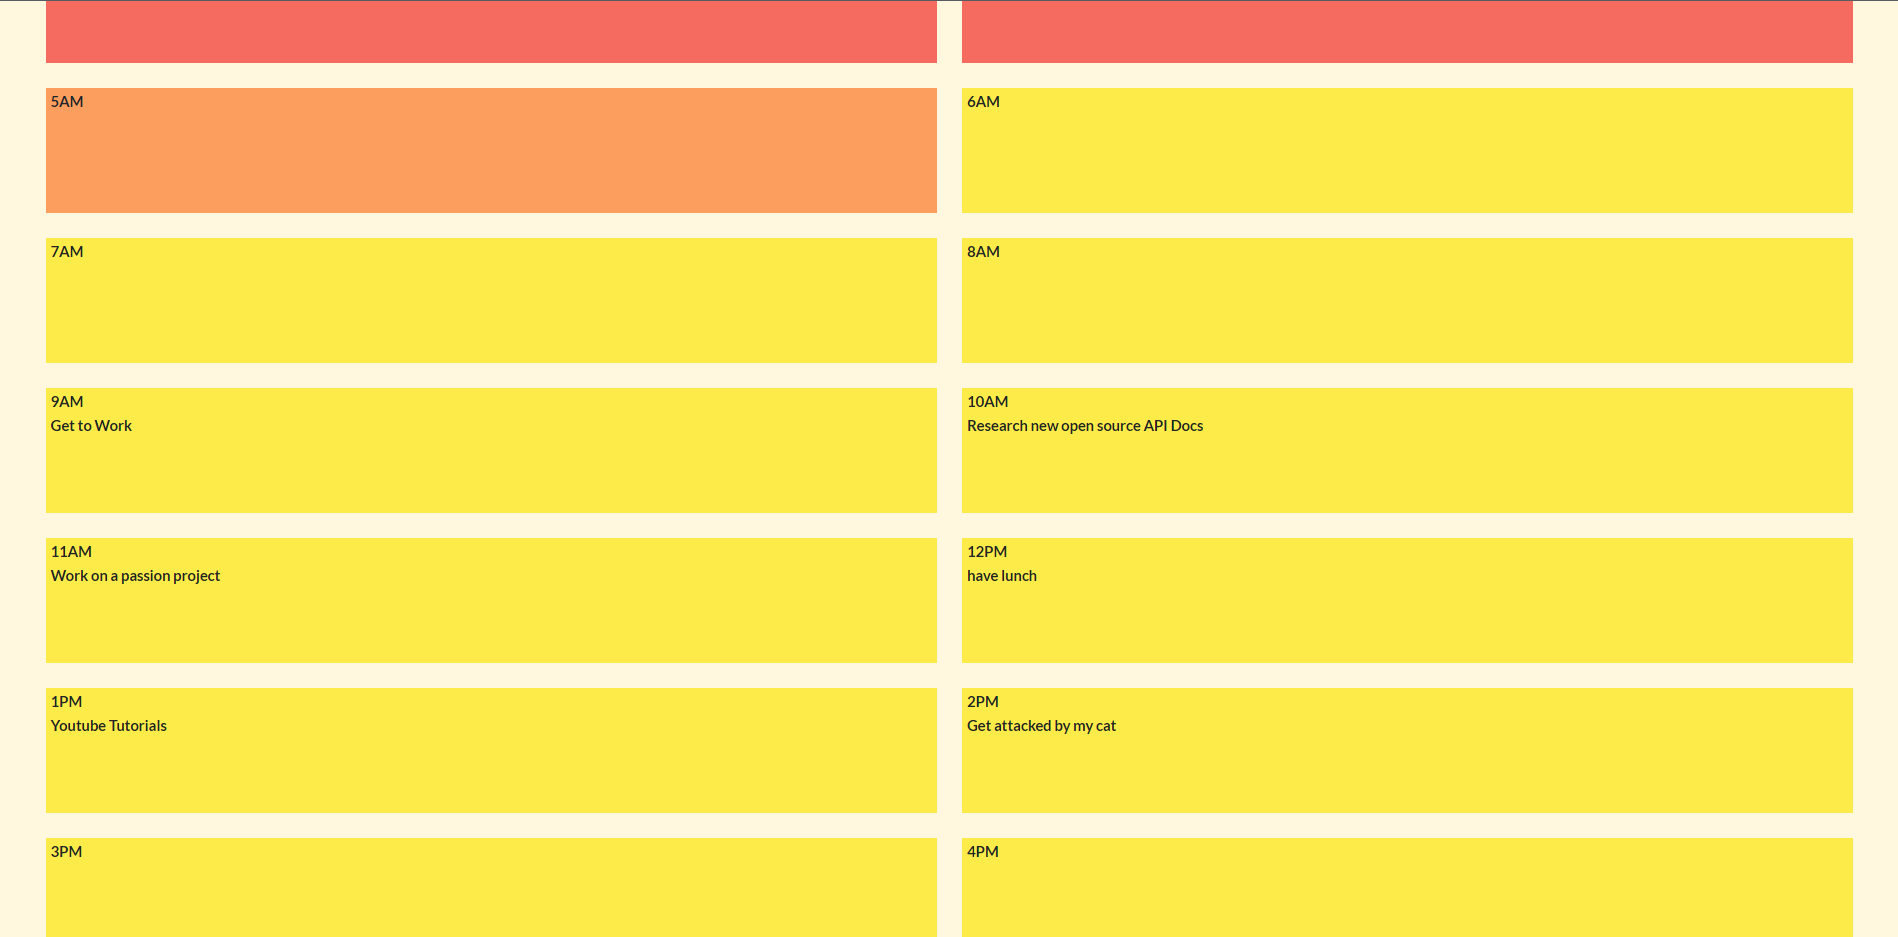 5AM
6AM
7AM
8AM
9AM
Get to Work
10AM
Research new open source API Docs
11AM
Work on a passion project
12PM
have lunch
1PM
Youtube Tutorials
2PM
Get attacked by my cat
3PM
4PM